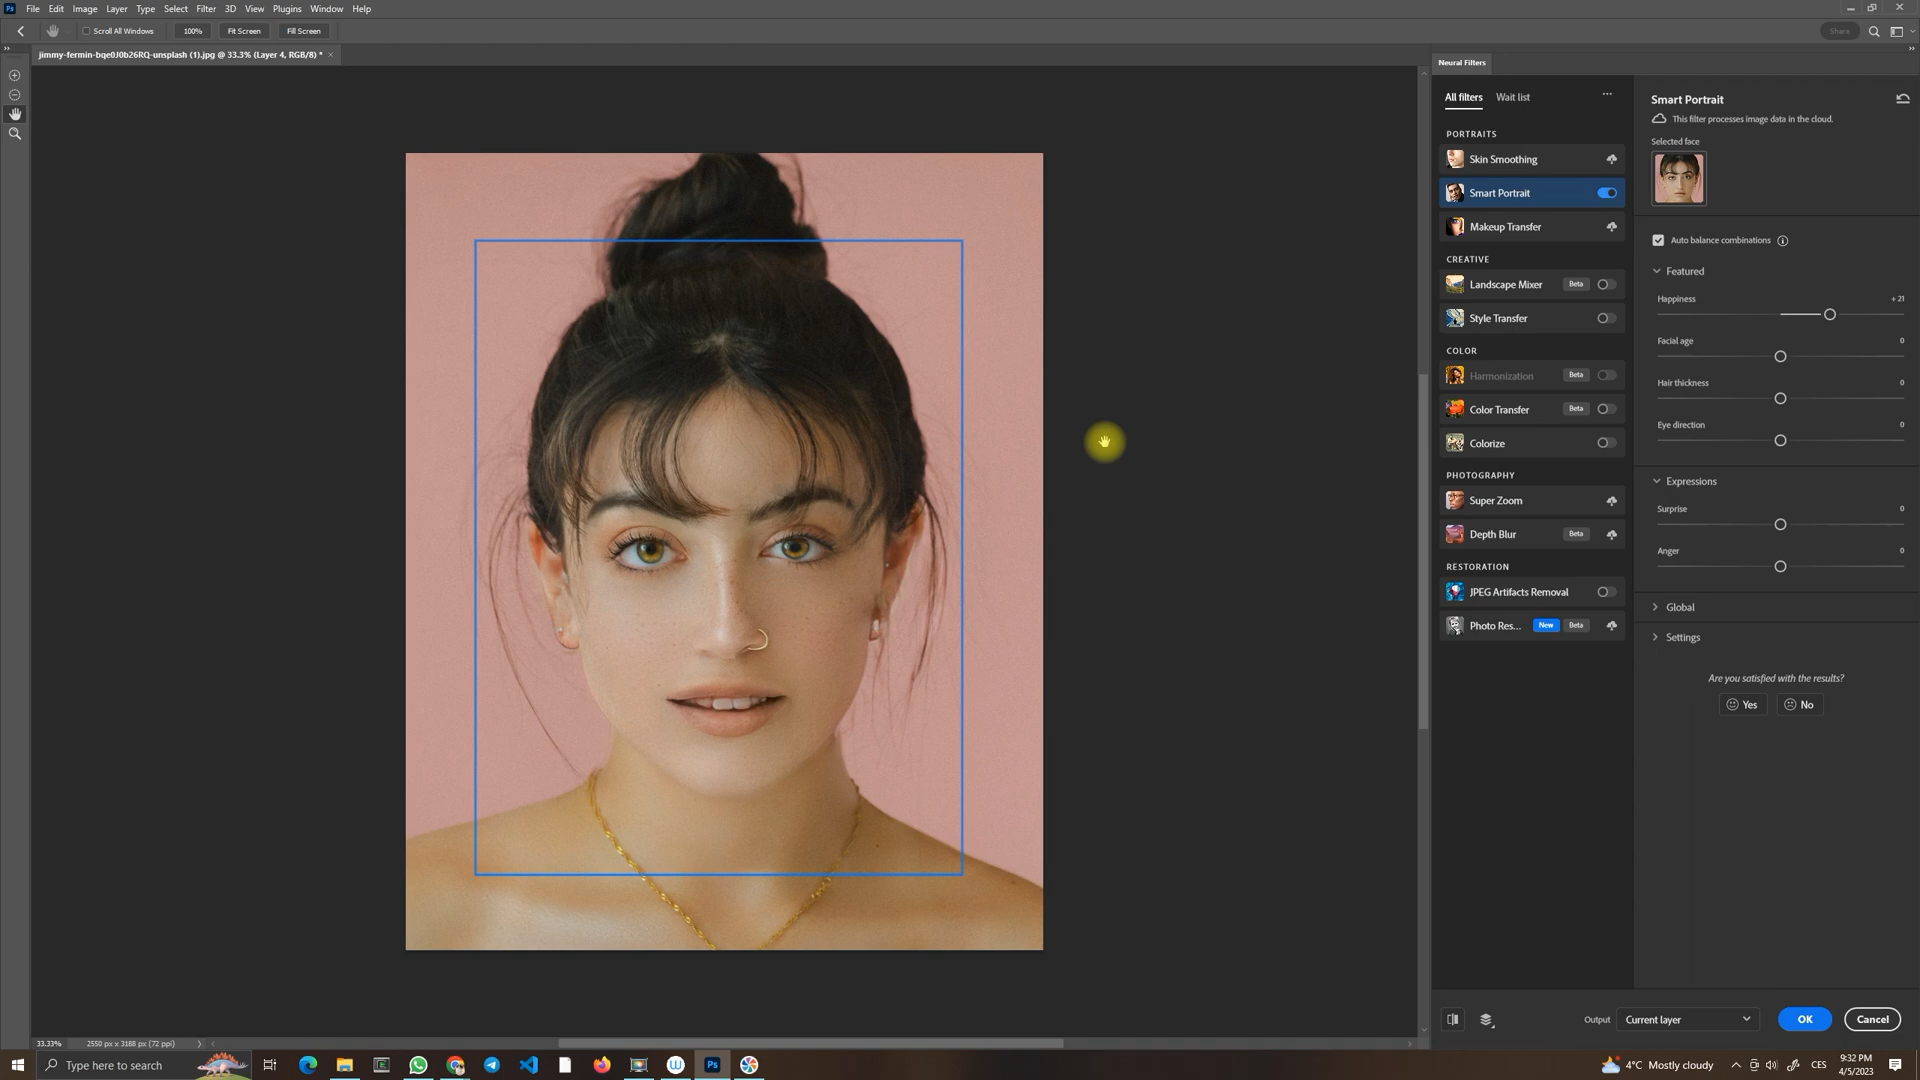 File Edit Image Layer Type Select Filter 3D View Plugins Window Help
Scroll All Windows 100% Fit Screen Fill Screen Share
jimmy-fermin-bqe0J0b26RQ-unsplash (1).jpg @ 33.3% (Layer 4, RGB/8) *
Neural Filters
All filters Wait list
PORTRAITS
Skin Smoothing
Smart Portrait
Makeup Transfer
CREATIVE
Landscape Mixer Beta
Style Transfer
COLOR
Harmonization Beta
Color Transfer Beta
Colorize
PHOTOGRAPHY
Super Zoom
Depth Blur Beta
RESTORATION
JPEG Artifacts Removal
Photo Res... New Beta
Smart Portrait
This filter processes image data in the cloud.
Selected face
Auto balance combinations
Featured
Happiness +21
Facial age 0
Hair thickness 0
Eye direction 0
Expressions
Surprise 0
Anger 0
Global
Settings
Are you satisfied with the results?
Yes No
Output Current layer OK Cancel
33.33% 2550 px x 3188 px (72 ppi)
Type here to search
4°C Mostly cloudy CES
9:32 PM
4/5/2023